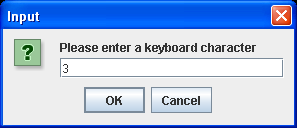 Input
?
Please enter a keyboard character
3
OK
Cancel